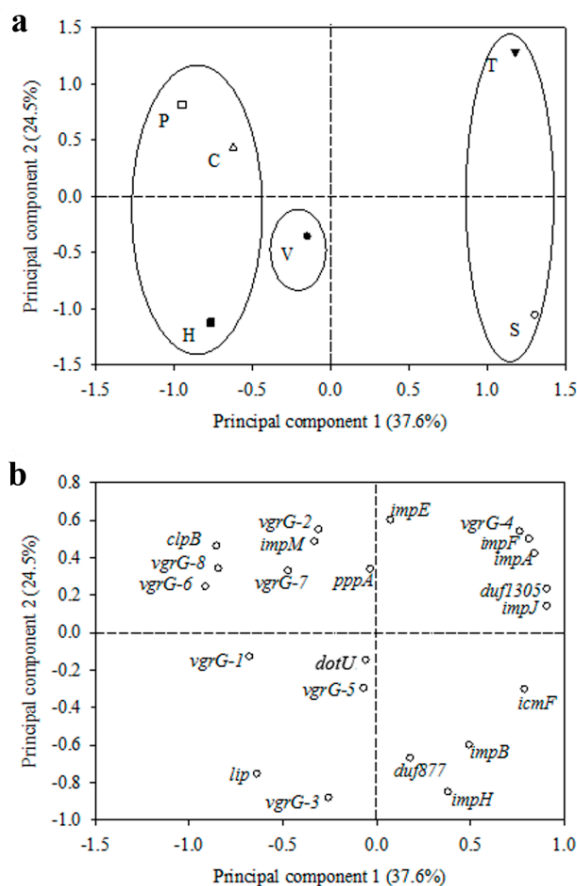 a
Principal component 2 (24.5%)
1.5
1.0
0.5
0.0
-0.5
-1.0
-1.5
P
C
H
V
T
S
-1.5 -1.0 -0.5 0.0 0.5 1.0 1.5
Principal component 1 (37.6%)
b
Principal component 2 (24.5%)
0.8
0.6
0.4
0.2
0.0
-0.2
-0.4
-0.6
-0.8
-1.0
vgrG-2
impE
vgrG-4
clpB
impM
impF
vgrG-8
impA
vgrG-6
vgrG-7
pppA
duf1305
impJ
vgrG-1
dotU
vgrG-5
icmF
impB
lip
duf877
vgrG-3
impH
-1.5 -1.0 -0.5 0.0 0.5 1.0
Principal component 1 (37.6%)